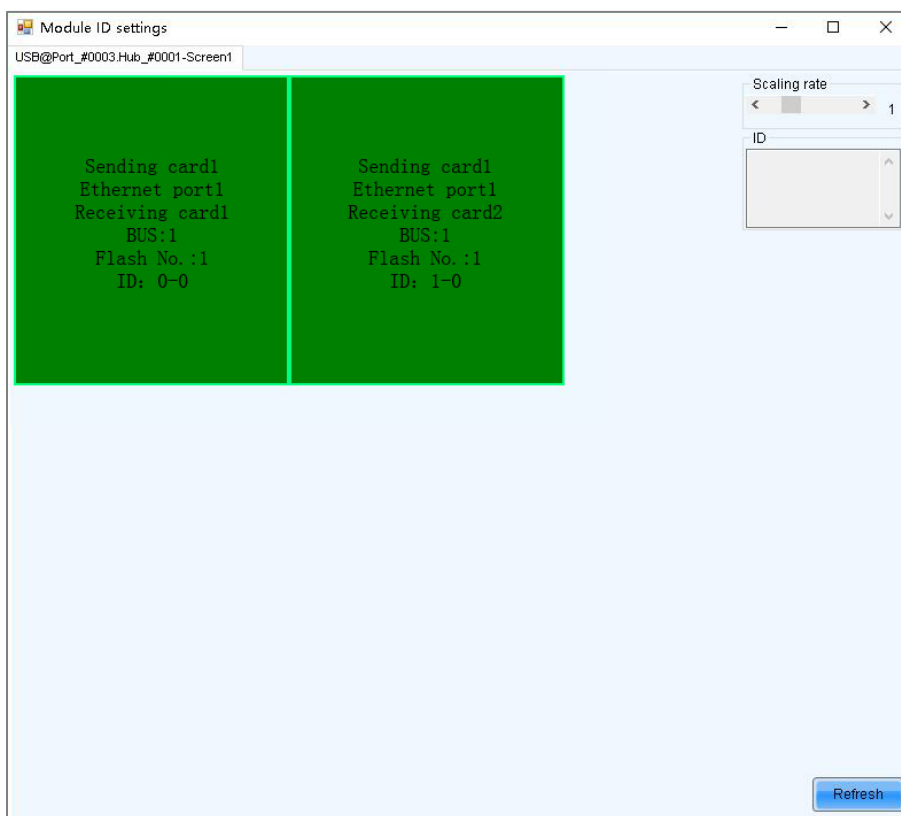 Module ID settings
USB@Port_#0003.Hub_#0001-Screen1
Sending card1
Ethernet port1
Receiving card1
BUS:1
Flash No.:1
ID: 0-0
Sending card1
Ethernet port1
Receiving card2
BUS:1
Flash No.:1
ID: 1-0
Scaling rate
1
ID
Refresh